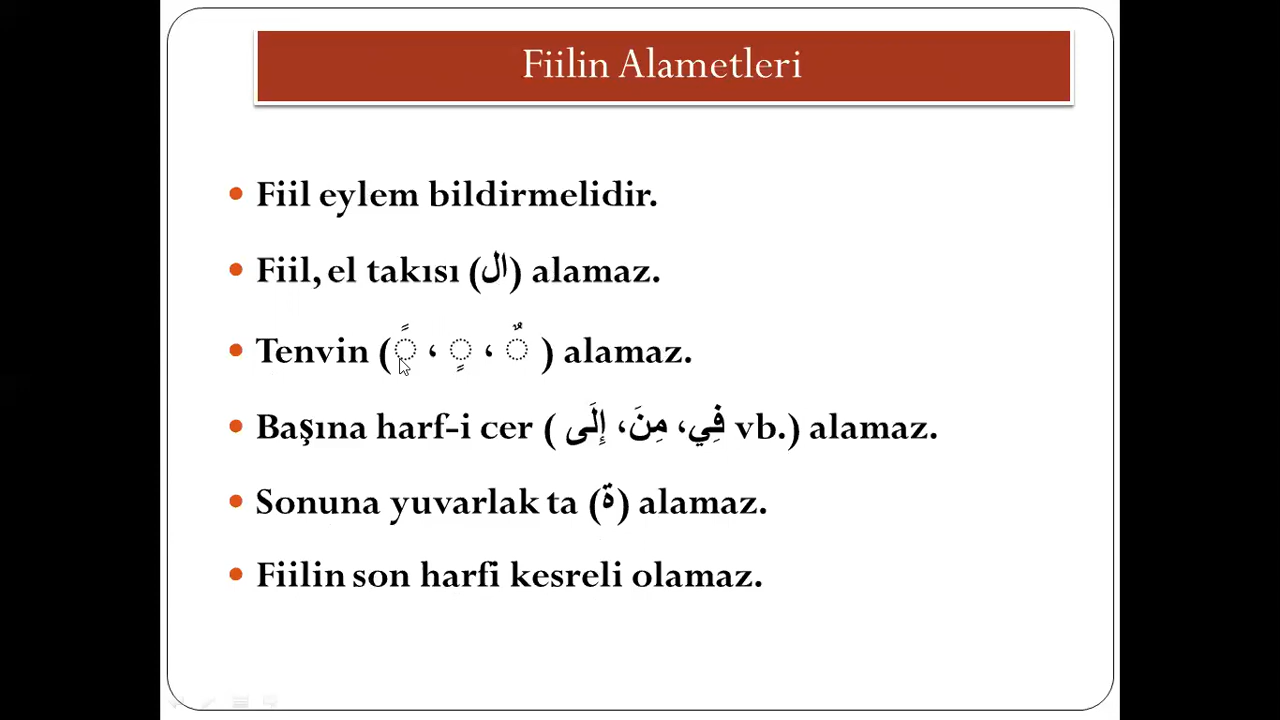 Fiilin Alametleri
• Fiil eylem bildirmelidir.
• Fiil, el takısı (ال) alamaz.
• Tenvin (◌ً ، ◌ٍ ، ◌ٌ ) alamaz.
• Başına harf-i cer ( فِي، مِنَ، إِلَى vb.) alamaz.
• Sonuna yuvarlak ta (ة) alamaz.
• Fiilin son harfi kesreli olamaz.